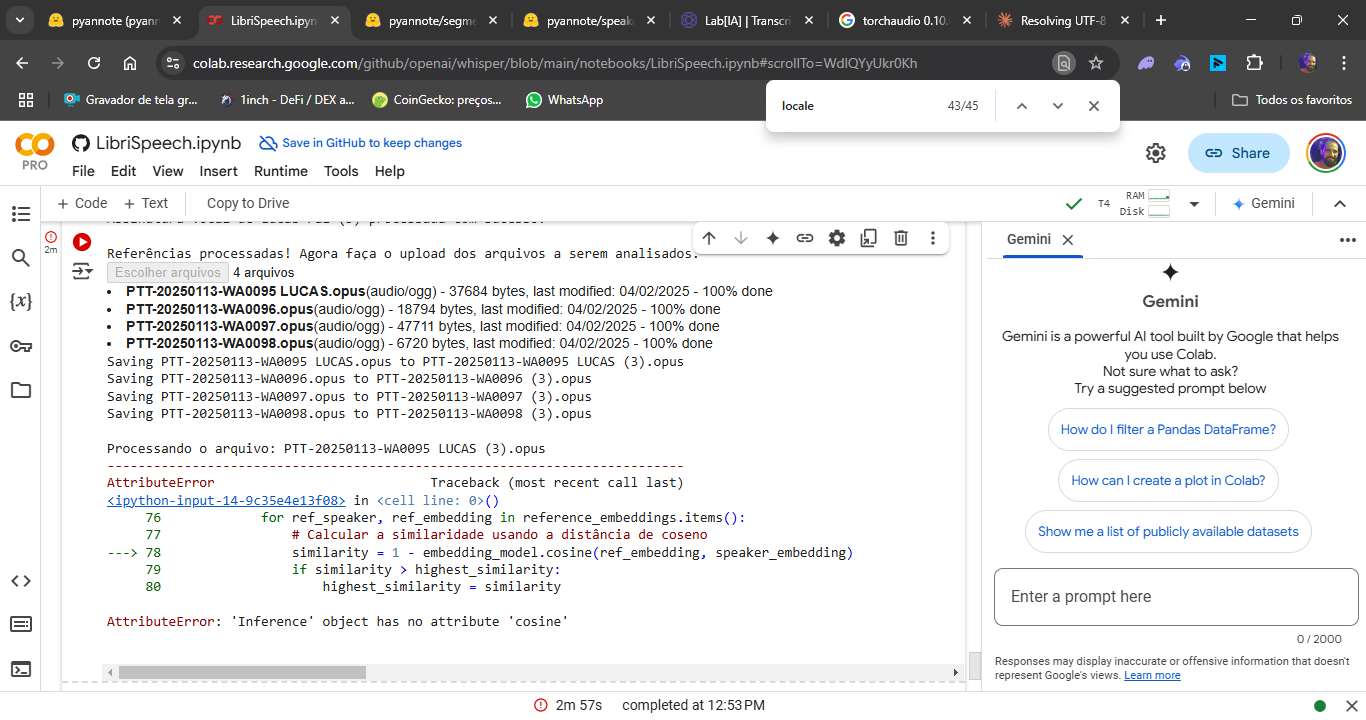 pyannote (pyann
LibriSpeech.ipyn
pyannote/segme
pyannote/speak
Lab[IA] | Transcri
torchaudio 0.10.
Resolving UTF-8
colab.research.google.com/github/openai/whisper/blob/main/notebooks/LibriSpeech.ipynb#scrollTo=WdlQYyUkr0Kh
Gravador de tela gr...
1inch - DeFi / DEX a...
CoinGecko: preços...
WhatsApp
Todos os favoritos
locale
43/45
CO
PRO
LibriSpeech.ipynb
Save in GitHub to keep changes
File Edit View Insert Runtime Tools Help
Share
+ Code + Text Copy to Drive
T4
RAM
Disk
Gemini
2m
Referências processadas! Agora faça o upload dos arquivos a serem analisados.
Escolher arquivos 4 arquivos
• PTT-20250113-WA0095 LUCAS.opus(audio/ogg) - 37684 bytes, last modified: 04/02/2025 - 100% done
• PTT-20250113-WA0096.opus(audio/ogg) - 18794 bytes, last modified: 04/02/2025 - 100% done
• PTT-20250113-WA0097.opus(audio/ogg) - 47711 bytes, last modified: 04/02/2025 - 100% done
• PTT-20250113-WA0098.opus(audio/ogg) - 6720 bytes, last modified: 04/02/2025 - 100% done
Saving PTT-20250113-WA0095 LUCAS.opus to PTT-20250113-WA0095 LUCAS (3).opus
Saving PTT-20250113-WA0096.opus to PTT-20250113-WA0096 (3).opus
Saving PTT-20250113-WA0097.opus to PTT-20250113-WA0097 (3).opus
Saving PTT-20250113-WA0098.opus to PTT-20250113-WA0098 (3).opus
Processando o arquivo: PTT-20250113-WA0095 LUCAS (3).opus
---------------------------------------------------------------------------
AttributeError Traceback (most recent call last)
<ipython-input-14-9c35e4e13f08> in <cell line: 0>()
76 for ref_speaker, ref_embedding in reference_embeddings.items():
77 # Calcular a similaridade usando a distância de coseno
---> 78 similarity = 1 - embedding_model.cosine(ref_embedding, speaker_embedding)
79 if similarity > highest_similarity:
80 highest_similarity = similarity
AttributeError: 'Inference' object has no attribute 'cosine'
Gemini
Gemini
Gemini is a powerful AI tool built by Google that helps
you use Colab.
Not sure what to ask?
Try a suggested prompt below
How do I filter a Pandas DataFrame?
How can I create a plot in Colab?
Show me a list of publicly available datasets
Enter a prompt here
0 / 2000
Responses may display inaccurate or offensive information that doesn't
represent Google's views. Learn more
2m 57s completed at 12:53 PM